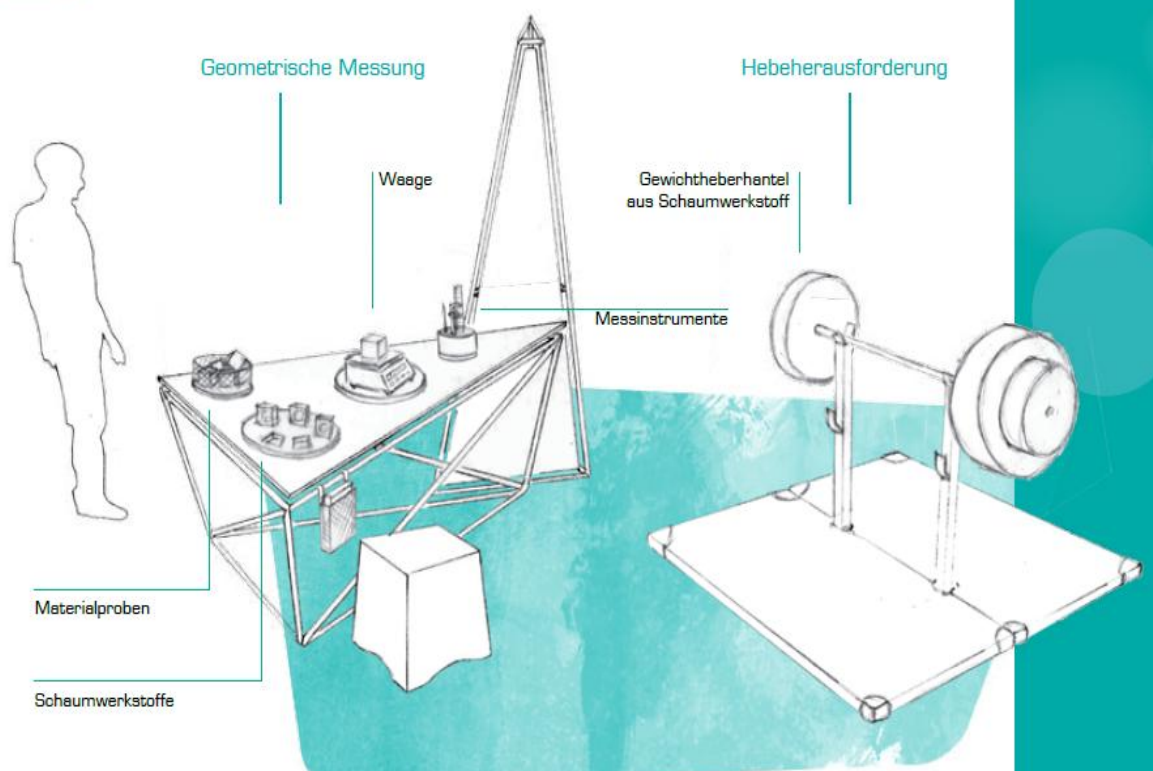 Geometrische Messung
Hebeherausforderung
Waage
Gewichtheberhantel
aus Schaumwerkstoff
Messinstrumente
Materialproben
Schaumwerkstoffe